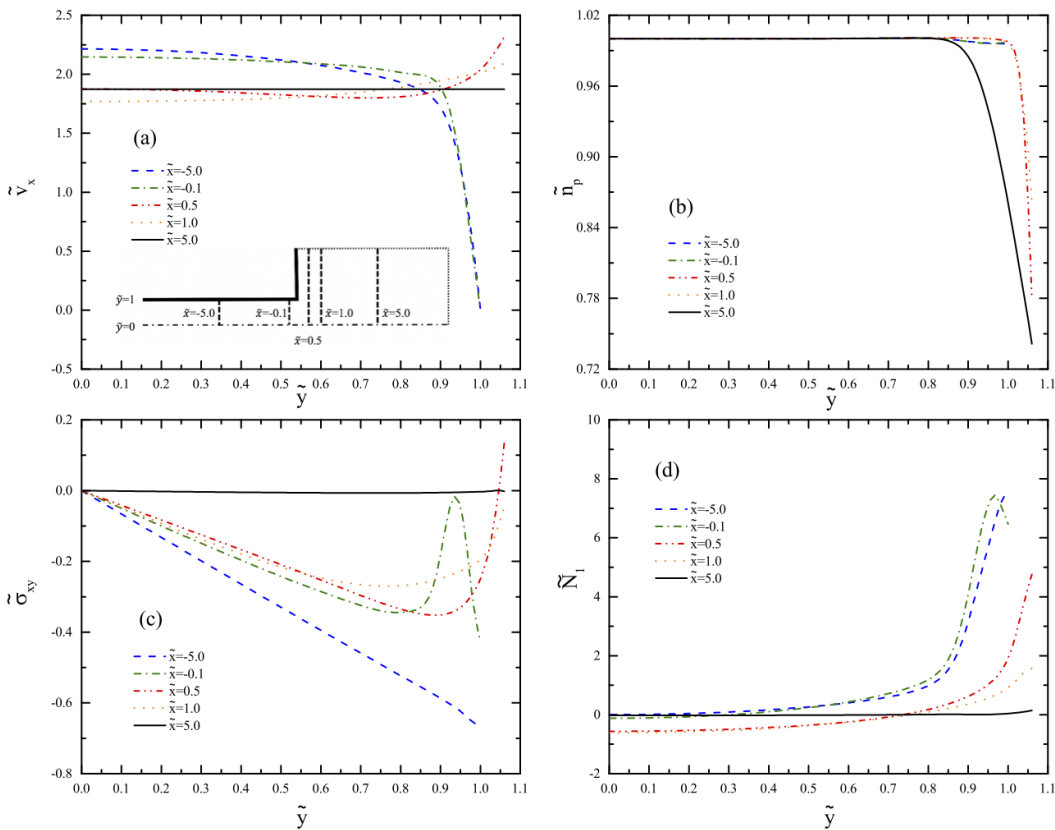 2.5
2.0
1.5
1.0
0.5
0.0
-0.5
ṽx
(a)
x̃=-5.0
x̃=-0.1
x̃=0.5
x̃=1.0
x̃=5.0
ỹ=1
ỹ=0
x̃=-5.0 x̃=-0.1 x̃=1.0 x̃=5.0
x̃=0.5
0.0 0.1 0.2 0.3 0.4 0.5 0.6 0.7 0.8 0.9 1.0 1.1
ỹ
1.02
0.96
0.90
0.84
0.78
0.72
ñp
(b)
x̃=-5.0
x̃=-0.1
x̃=0.5
x̃=1.0
x̃=5.0
0.0 0.1 0.2 0.3 0.4 0.5 0.6 0.7 0.8 0.9 1.0 1.1
ỹ
0.2
0.0
-0.2
-0.4
-0.6
-0.8
σ̃xy
(c)
x̃=-5.0
x̃=-0.1
x̃=0.5
x̃=1.0
x̃=5.0
0.0 0.1 0.2 0.3 0.4 0.5 0.6 0.7 0.8 0.9 1.0 1.1
ỹ
10
8
6
4
2
0
-2
Ñ1
(d)
x̃=-5.0
x̃=-0.1
x̃=0.5
x̃=1.0
x̃=5.0
0.0 0.1 0.2 0.3 0.4 0.5 0.6 0.7 0.8 0.9 1.0 1.1
ỹ